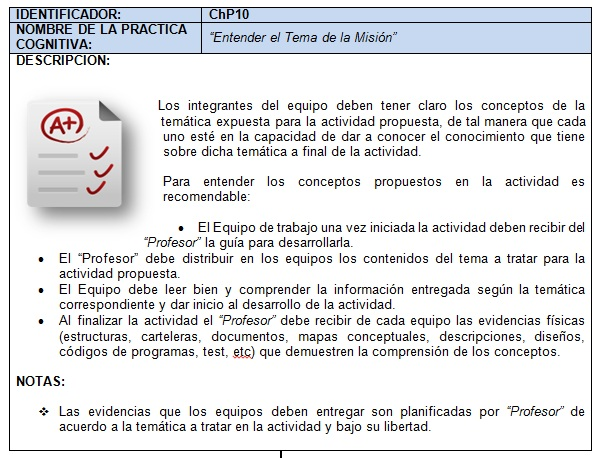 IDENTIFICADOR: ChP10
NOMBRE DE LA PRACTICA
COGNITIVA:
“Entender el Tema de la Misión”
DESCRIPCION:
A+
Los integrantes del equipo deben tener claro los conceptos de la
temática expuesta para la actividad propuesta, de tal manera que cada
uno esté en la capacidad de dar a conocer el conocimiento que tiene
sobre dicha temática a final de la actividad.
Para entender los conceptos propuestos en la actividad es
recomendable:
• El Equipo de trabajo una vez iniciada la actividad deben recibir del
“Profesor” la guía para desarrollarla.
• El “Profesor” debe distribuir en los equipos los contenidos del tema a tratar para la
actividad propuesta.
• El Equipo debe leer bien y comprender la información entregada según la temática
correspondiente y dar inicio al desarrollo de la actividad.
• Al finalizar la actividad el “Profesor” debe recibir de cada equipo las evidencias físicas
(estructuras, carteleras, documentos, mapas conceptuales, descripciones, diseños,
códigos de programas, test, etc) que demuestren la comprensión de los conceptos.
NOTAS:
❖ Las evidencias que los equipos deben entregar son planificadas por “Profesor” de
acuerdo a la temática a tratar en la actividad y bajo su libertad.